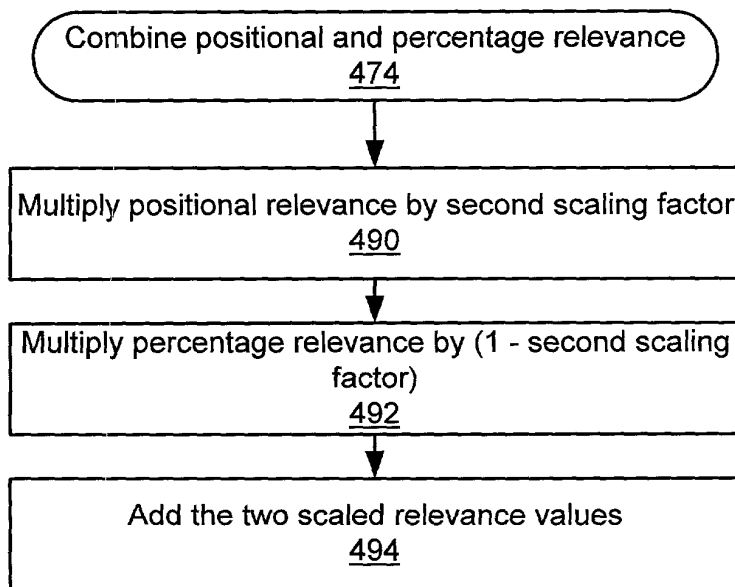 Combine positional and percentage relevance
474
Multiply positional relevance by second scaling factor
490
Multiply percentage relevance by (1 - second scaling
factor)
492
Add the two scaled relevance values
494